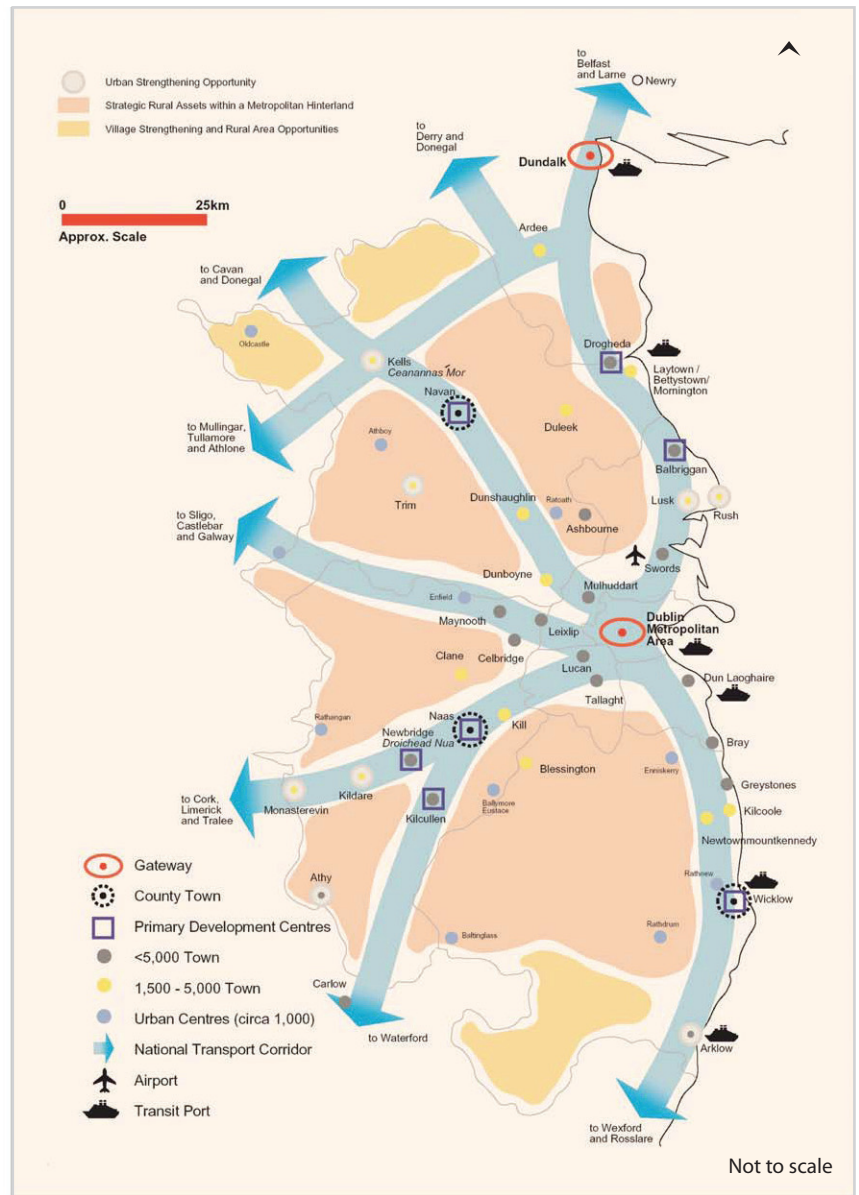 to
Belfast
and Larne
Newry
Urban Strengthening Opportunity
Strategic Rural Assets within a Metropolitan Hinterland
Village Strengthening and Rural Area Opportunities
to
Derry and
Donegal
Dundalk
0 25km
Approx. Scale
Ardee
to Cavan
and Donegal
Oldcastle
Drogheda
Kells
Ceanannas Mór
Laytown /
Bettystown/
Mornington
Navan
to Mullingar,
Tullamore
and Athlone
Athboy
Duleek
Balbriggan
Trim
Dunshaughlin
Ratoath
Ashbourne
Lusk
Rush
to Sligo,
Castlebar
and Galway
Swords
Dunboyne
Mulhuddart
Enfield
Maynooth
Leixlip
Dublin
Metropolitan
Area
Celbridge
Clane
Lucan
Tallaght
Dun Laoghaire
Rathangan
Naas
Kill
Newbridge
Droichead Nua
Bray
Blessington
Enniskerry
Greystones
to Cork,
Limerick
and Tralee
Monasterevin
Kildare
Kilcullen
Ballymore
Eustace
Kilcoole
Newtownmountkennedy
Gateway
Athy
Rathnew
Wicklow
County Town
Primary Development Centres
<5,000 Town
Baltinglass
Rathdrum
1,500 - 5,000 Town
Carlow
Urban Centres (circa 1,000)
to Waterford
National Transport Corridor
Arklow
Airport
Transit Port
to Wexford
and Rosslare
Not to scale